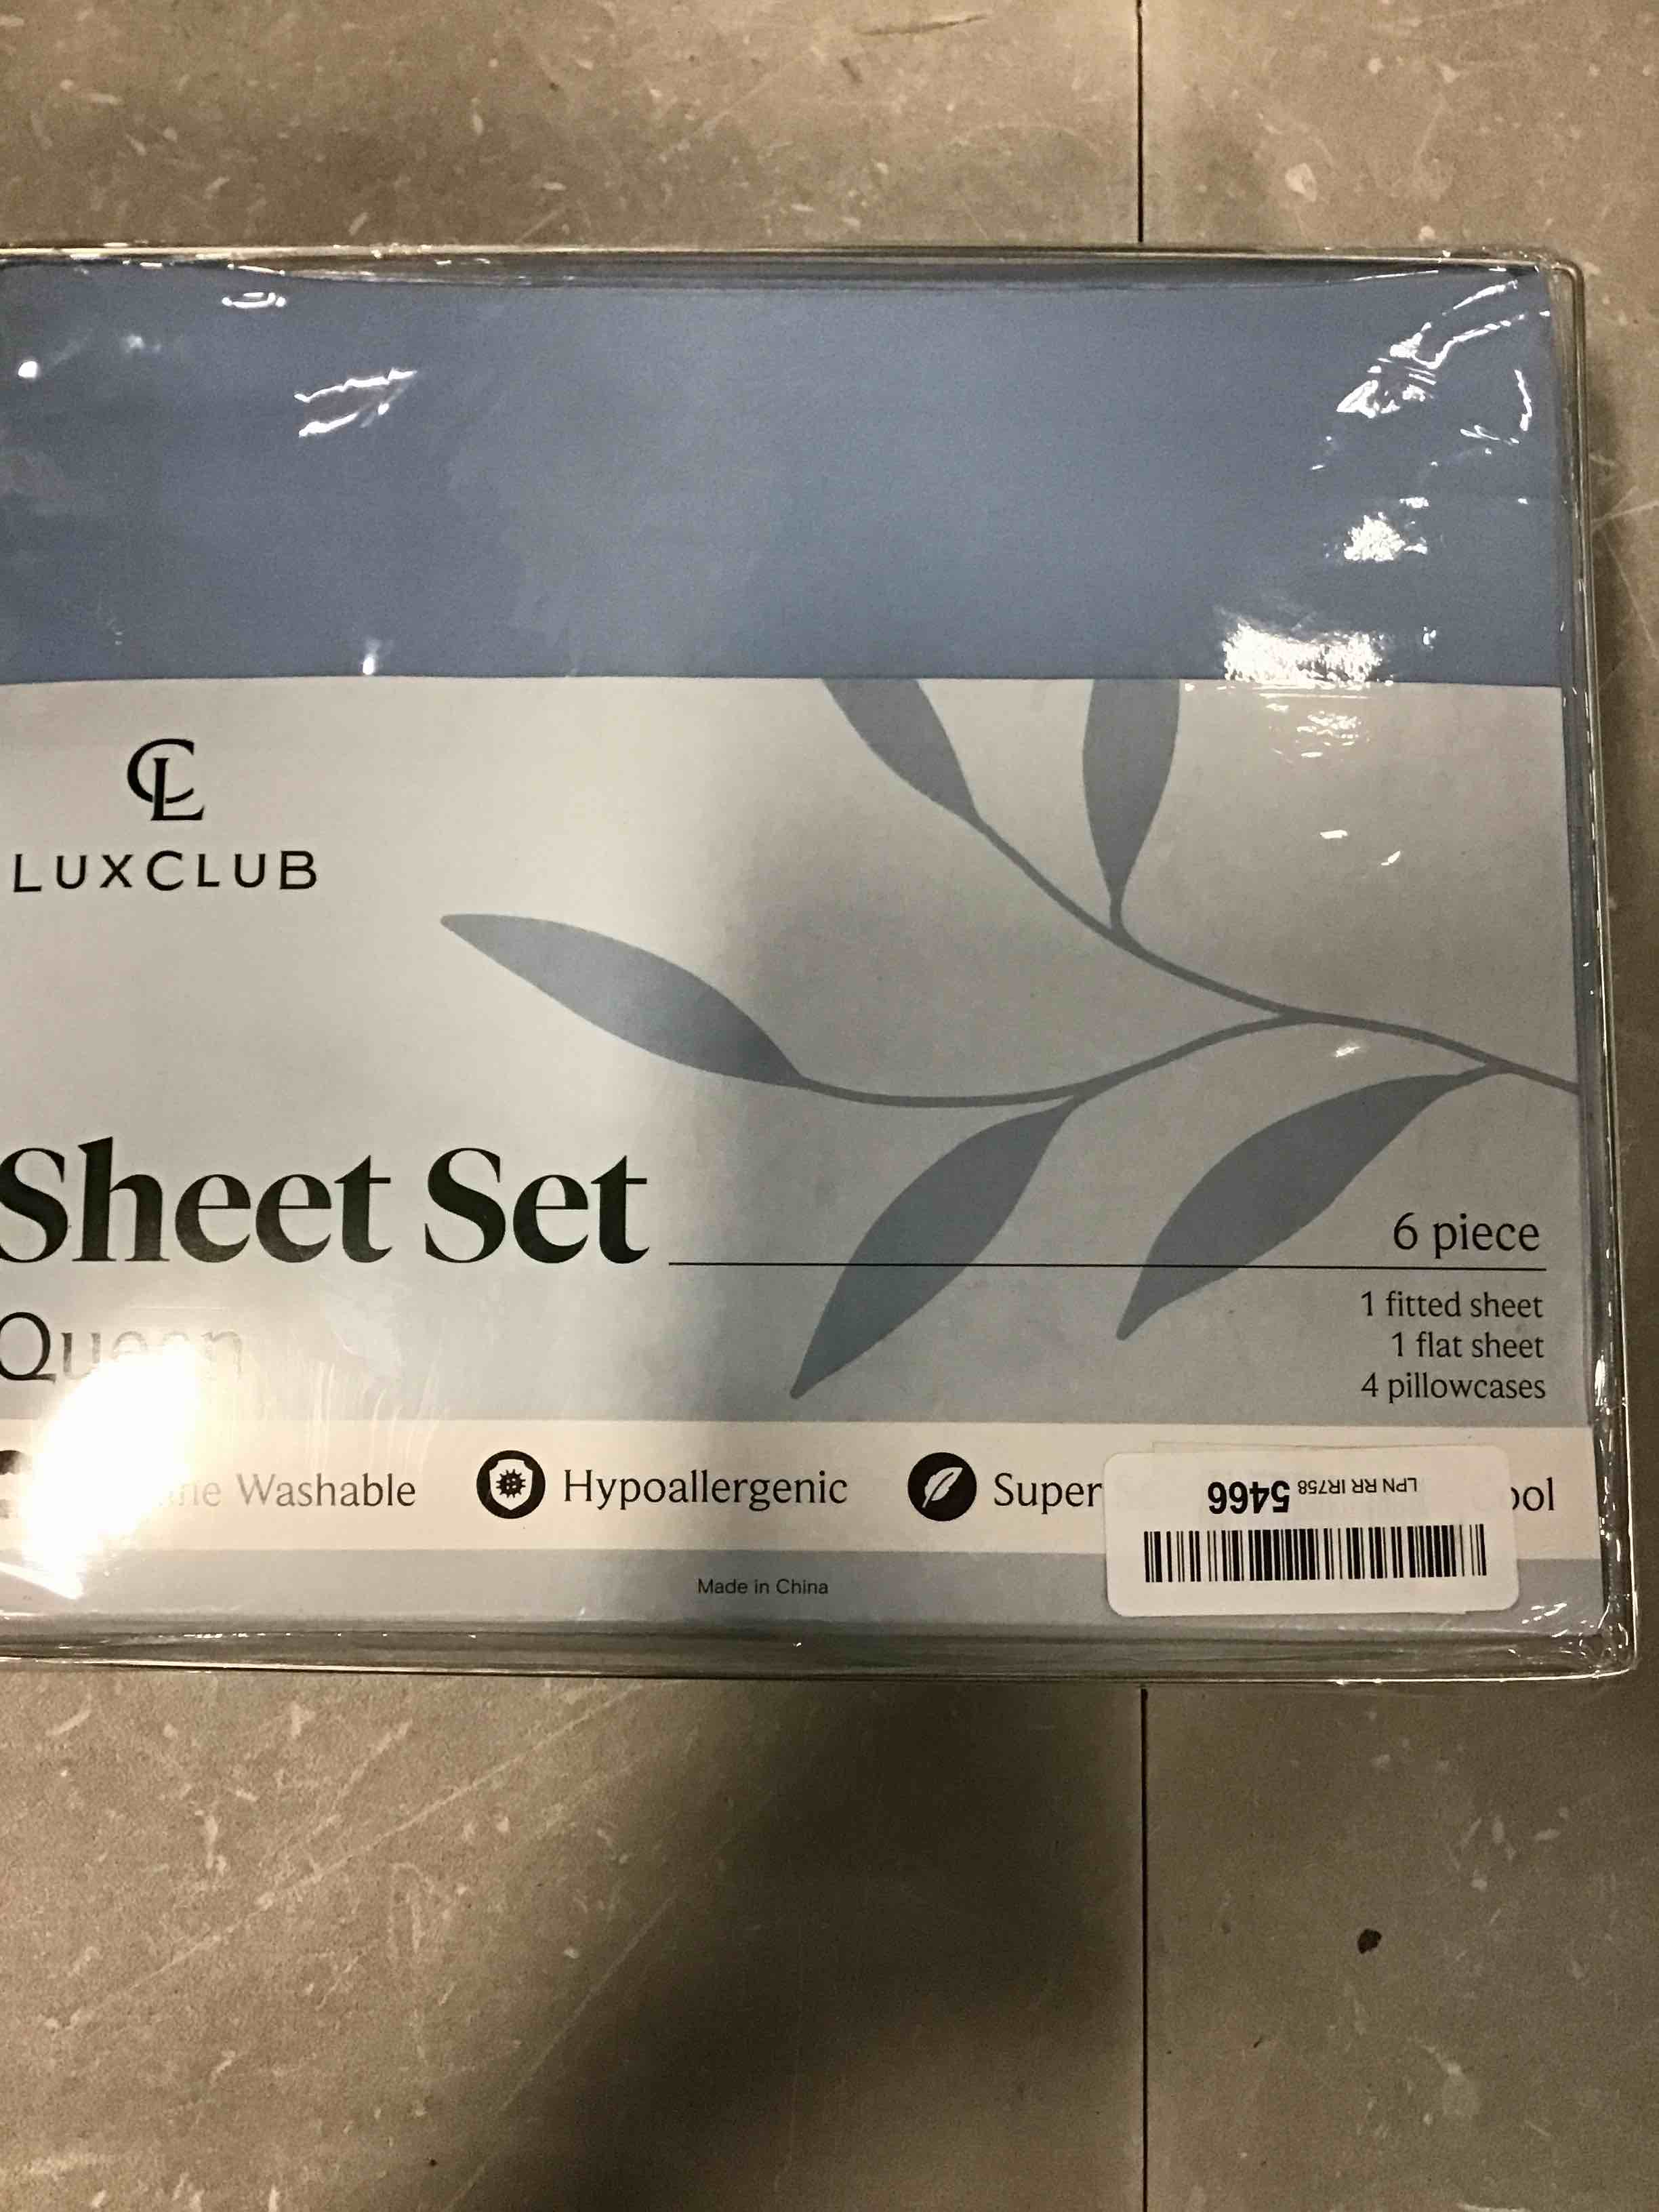 CL
LUXCLUB
Sheet Set
6 piece
Queen
1 fitted sheet
1 flat sheet
4 pillowcases
Washable
Hypoallergenic
Super
LPN RR IR758 5466
Made in China